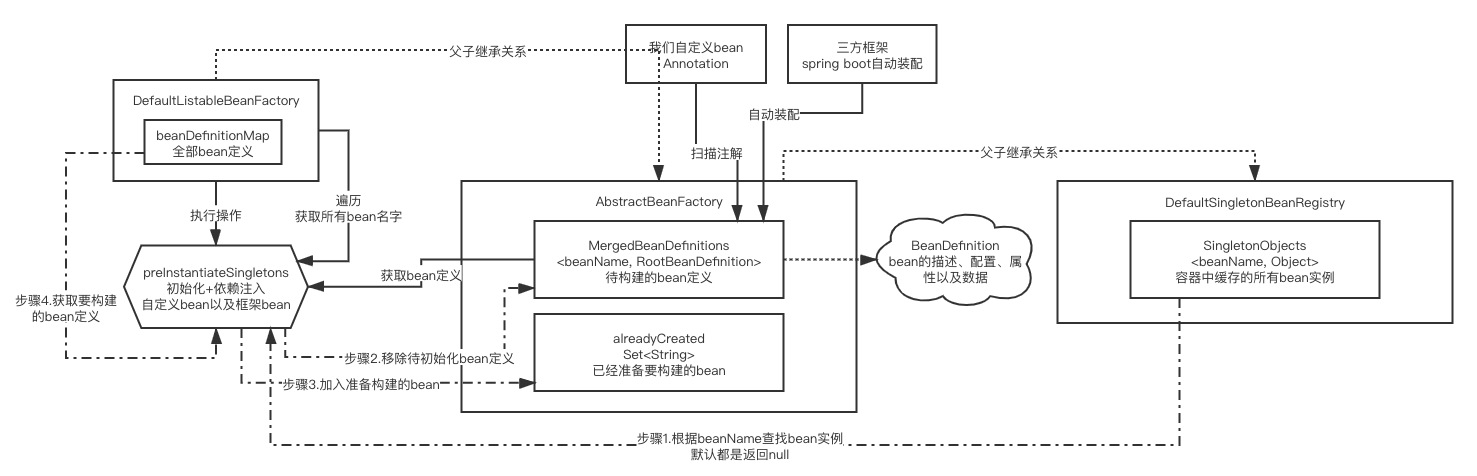 父子继承关系
我们自定义bean
Annotation
三方框架
spring boot自动装配
DefaultListableBeanFactory
beanDefinitionMap
全部bean定义
自动装配
扫描注解
父子继承关系
遍历
获取所有bean名字
执行操作
AbstractBeanFactory
DefaultSingletonBeanRegistry
MergedBeanDefinitions
<beanName, RootBeanDefinition>
待构建的bean定义
BeanDefinition
bean的描述、配置、属
性以及数据
SingletonObjects
<beanName, Object>
容器中缓存的所有bean实例
preInstantiateSingletons
初始化+依赖注入
自定义bean以及框架bean
获取bean定义
步骤4.获取要构建
的bean定义
alreadyCreated
Set<String>
已经准备要构建的bean
步骤2.移除待初始化bean定义
步骤3.加入准备构建的bean
步骤1.根据beanName查找bean实例
默认都是返回null